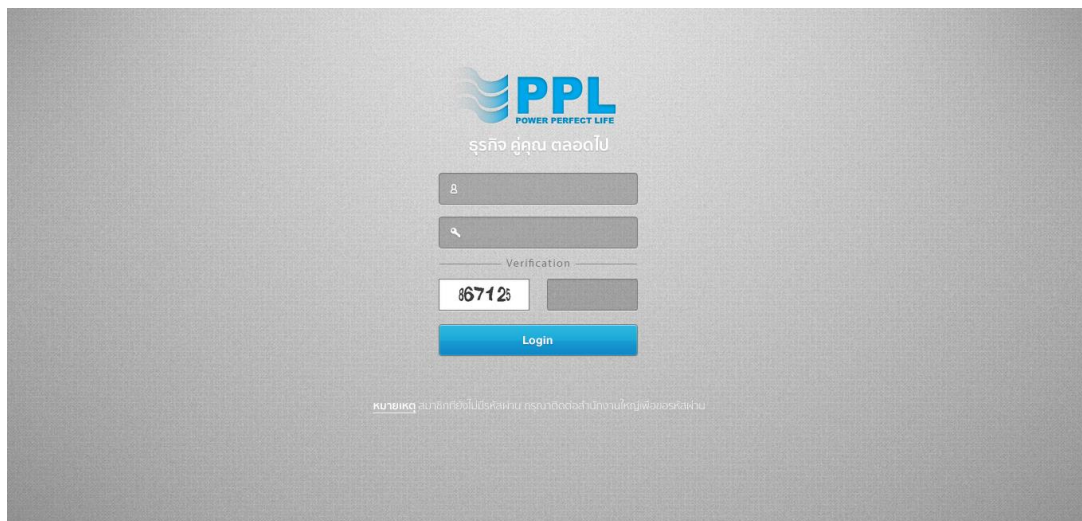 PPL
POWER PERFECT LIFE
ธุรกิจ คู่คุณ ตลอดไป
Verification
867125
Login
หมายเหตุ สมาชิกที่ยังไม่มีรหัสผ่าน กรุณาติดต่อสำนักงานใหญ่เพื่อขอรหัสผ่าน